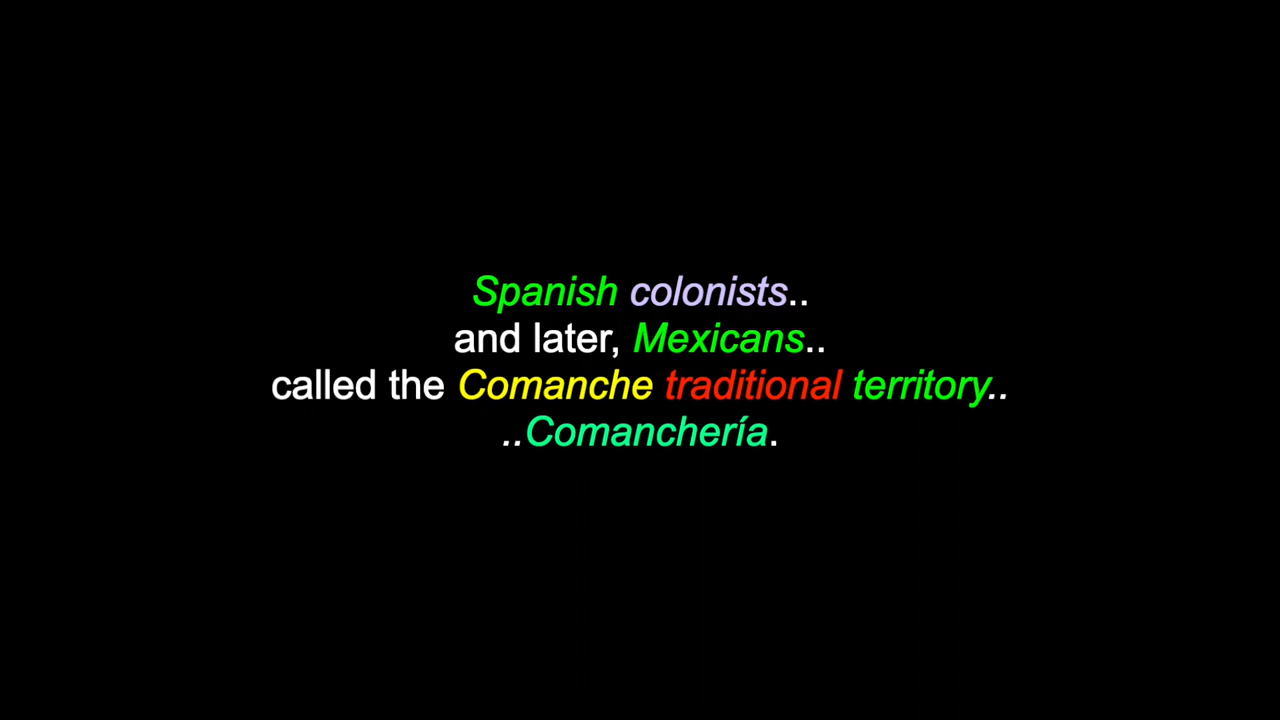 Spanish colonists..
and later, Mexicans..
called the Comanche traditional territory..
..Comanchería.